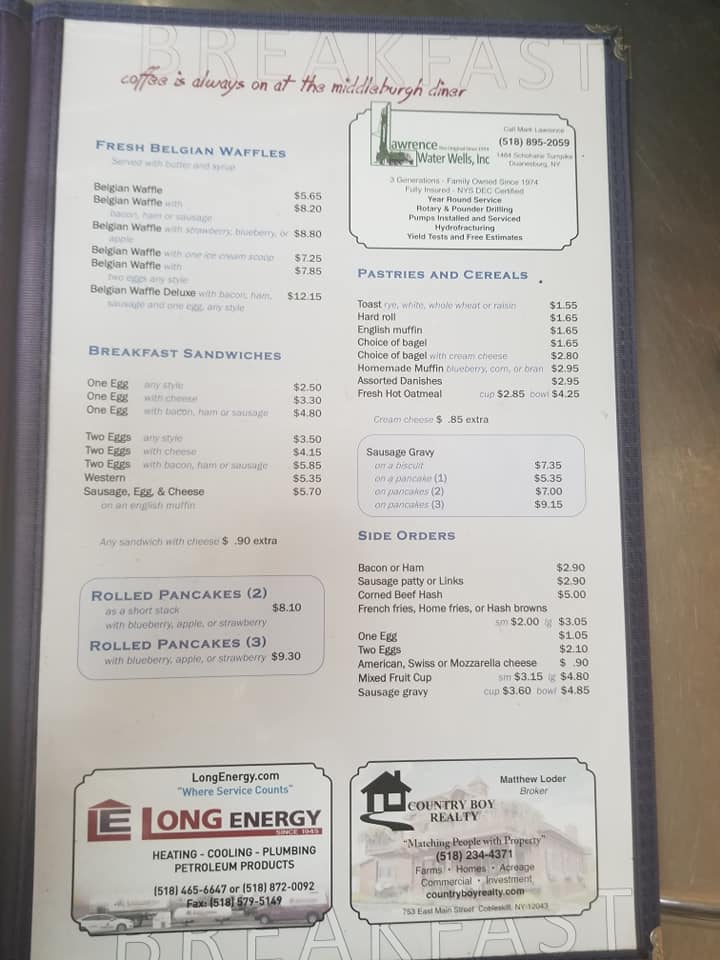 BREAKFAST
coffee is always on at the middleburgh diner
FRESH BELGIAN WAFFLES
Served with butter and syrup
Belgian Waffle $5.65
Belgian Waffle with $8.20
bacon, ham or sausage
Belgian Waffle with strawberry, blueberry, or $8.80
apple
Belgian Waffle with one ice cream scoop $7.25
Belgian Waffle with $7.85
two eggs any style
Belgian Waffle Deluxe with bacon, ham, $12.15
sausage and one egg, any style
BREAKFAST SANDWICHES
One Egg any style $2.50
One Egg with cheese $3.30
One Egg with bacon, ham or sausage $4.80
Two Eggs any style $3.50
Two Eggs with cheese $4.15
Two Eggs with bacon, ham or sausage $5.85
Western $5.35
Sausage, Egg, & Cheese $5.70
on an english muffin
Any sandwich with cheese $ .90 extra
ROLLED PANCAKES (2)
as a short stack $8.10
with blueberry, apple, or strawberry
ROLLED PANCAKES (3)
with blueberry, apple, or strawberry $9.30
LongEnergy.com
"Where Service Counts"
LE LONG ENERGY
SINCE 1945
HEATING - COOLING - PLUMBING
PETROLEUM PRODUCTS
(518) 465-6647 or (518) 872-0092
Fax: (518) 579-5149
Lawrence The Original Since 1974
Water Wells, Inc
Call Mark Lawrence
(518) 895-2059
1464 Schoharie Turnpike
Duanesburg, NY
3 Generations - Family Owned Since 1974
Fully Insured - NYS DEC Certified
Year Round Service
Rotary & Pounder Drilling
Pumps Installed and Serviced
Hydrofracturing
Yield Tests and Free Estimates
PASTRIES AND CEREALS
Toast rye, white, whole wheat or raisin $1.55
Hard roll $1.65
English muffin $1.65
Choice of bagel $1.65
Choice of bagel with cream cheese $2.80
Homemade Muffin blueberry, corn, or bran $2.95
Assorted Danishes $2.95
Fresh Hot Oatmeal cup $2.85 bowl $4.25
Cream cheese $ .85 extra
Sausage Gravy
on a biscuit $7.35
on a pancake (1) $5.35
on pancakes (2) $7.00
on pancakes (3) $9.15
SIDE ORDERS
Bacon or Ham $2.90
Sausage patty or Links $2.90
Corned Beef Hash $5.00
French fries, Home fries, or Hash browns
sm $2.00 lg $3.05
One Egg $1.05
Two Eggs $2.10
American, Swiss or Mozzarella cheese $ .90
Mixed Fruit Cup sm $3.15 lg $4.80
Sausage gravy cup $3.60 bowl $4.85
Matthew Loder
Broker
COUNTRY BOY
REALTY
"Matching People with Property"
(518) 234-4371
Farms • Homes • Acreage
Commercial • Investment
countryboyrealty.com
753 East Main Street Cobleskill, NY 12043
BREAKFAST